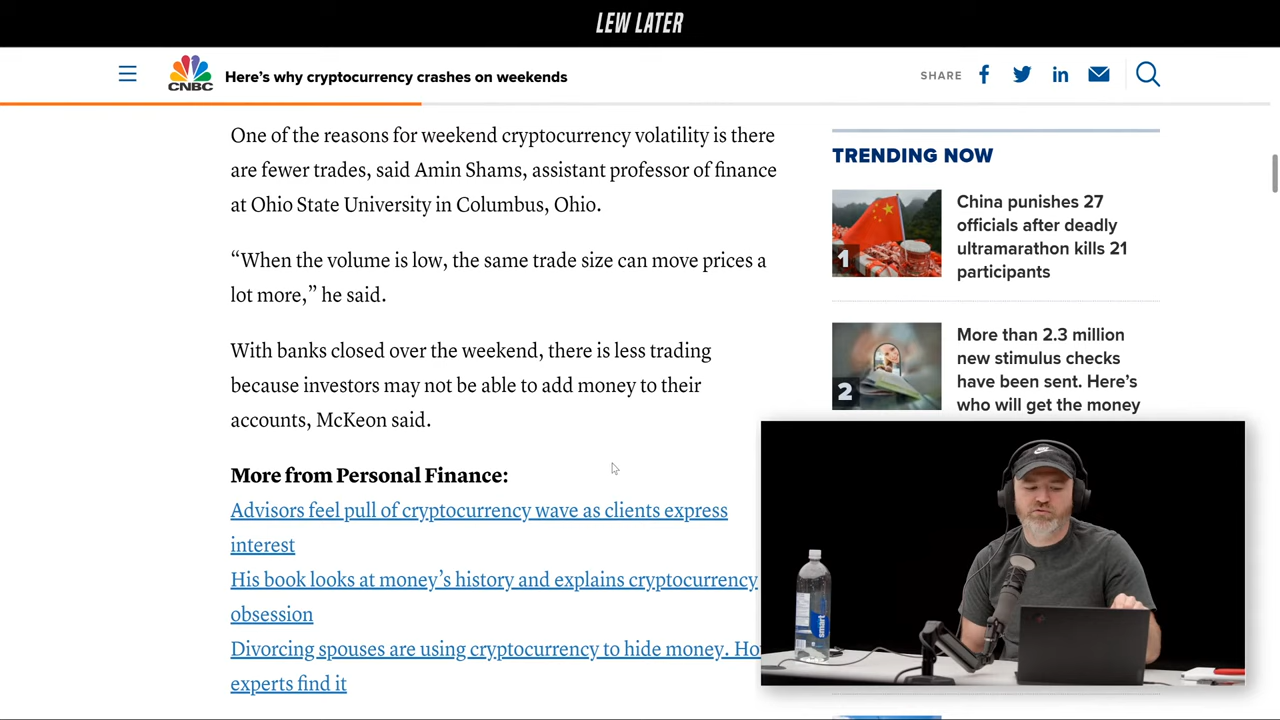 LEW LATER
CNBC
Here’s why cryptocurrency crashes on weekends
SHARE
One of the reasons for weekend cryptocurrency volatility is there
are fewer trades, said Amin Shams, assistant professor of finance
at Ohio State University in Columbus, Ohio.
“When the volume is low, the same trade size can move prices a
lot more,” he said.
With banks closed over the weekend, there is less trading
because investors may not be able to add money to their
accounts, McKeon said.
More from Personal Finance:
Advisors feel pull of cryptocurrency wave as clients express
interest
His book looks at money’s history and explains cryptocurrency
obsession
Divorcing spouses are using cryptocurrency to hide money. Ho
experts find it
TRENDING NOW
1
China punishes 27
officials after deadly
ultramarathon kills 21
participants
2
More than 2.3 million
new stimulus checks
have been sent. Here’s
who will get the money
smart